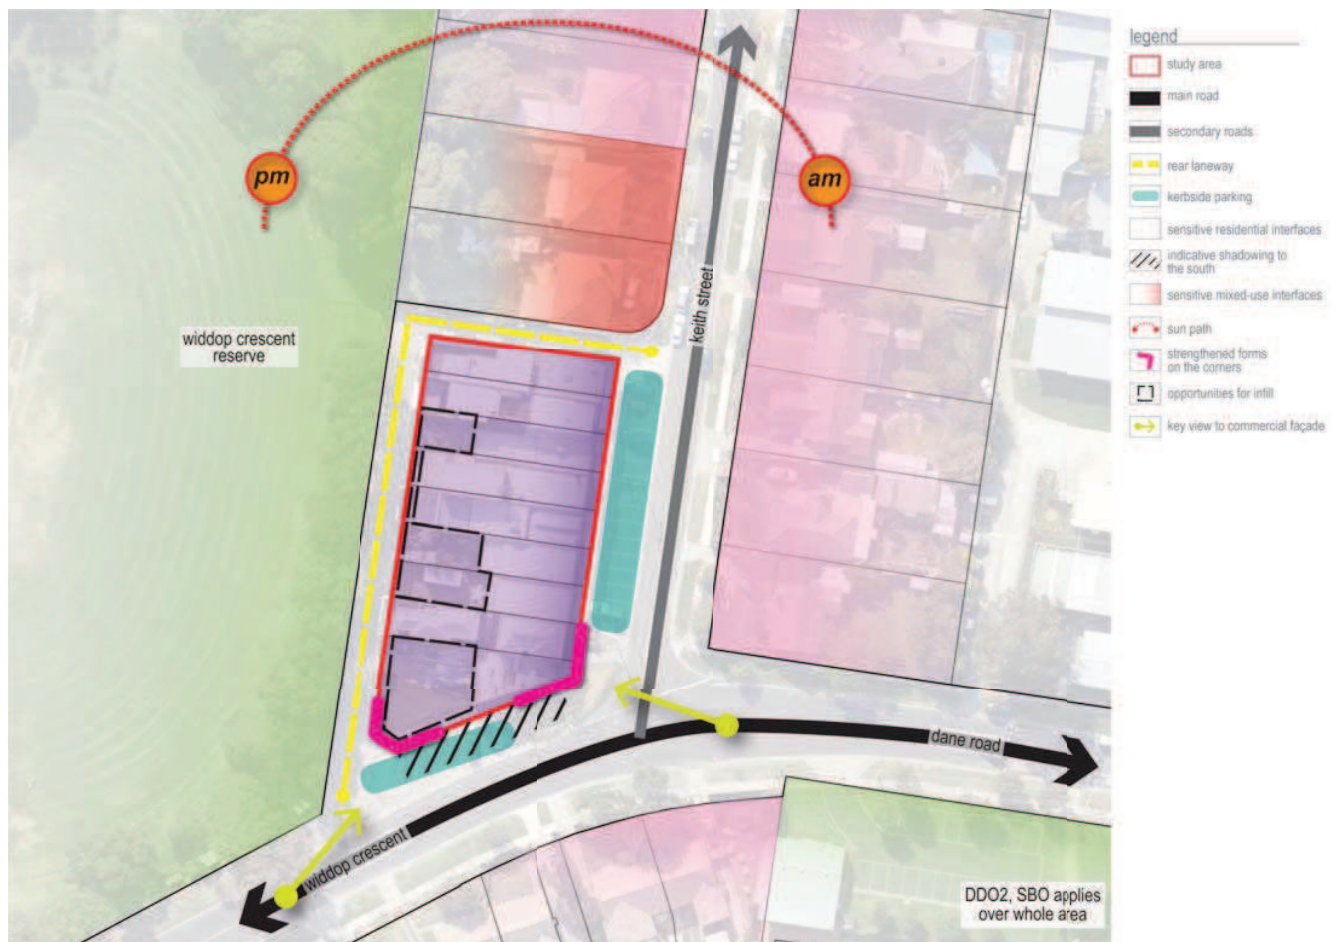 legend
study area
main road
secondary roads
rear laneway
kerbside parking
sensitive residential interfaces
indicative shadowing to
the south
sensitive mixed-use interfaces
sun path
strengthened forms
on the corners
opportunities for infill
key view to commercial façade
pm
am
keith street
widdop crescent
reserve
dane road
widdop crescent
DDO2, SBO applies
over whole area